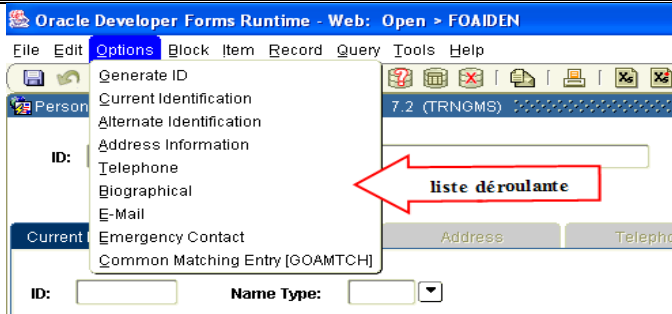 Oracle Developer Forms Runtime - Web: Open > FOAIDEN
File Edit Options Block Item Record Query Tools Help
Person 7.2 (TRNGMS)
Generate ID
Current Identification
Alternate Identification
Address Information
Telephone
Biographical
E-Mail
Emergency Contact
Common Matching Entry [GOAMTCH]
ID:
liste déroulante
Current Address Telepho
ID: Name Type: